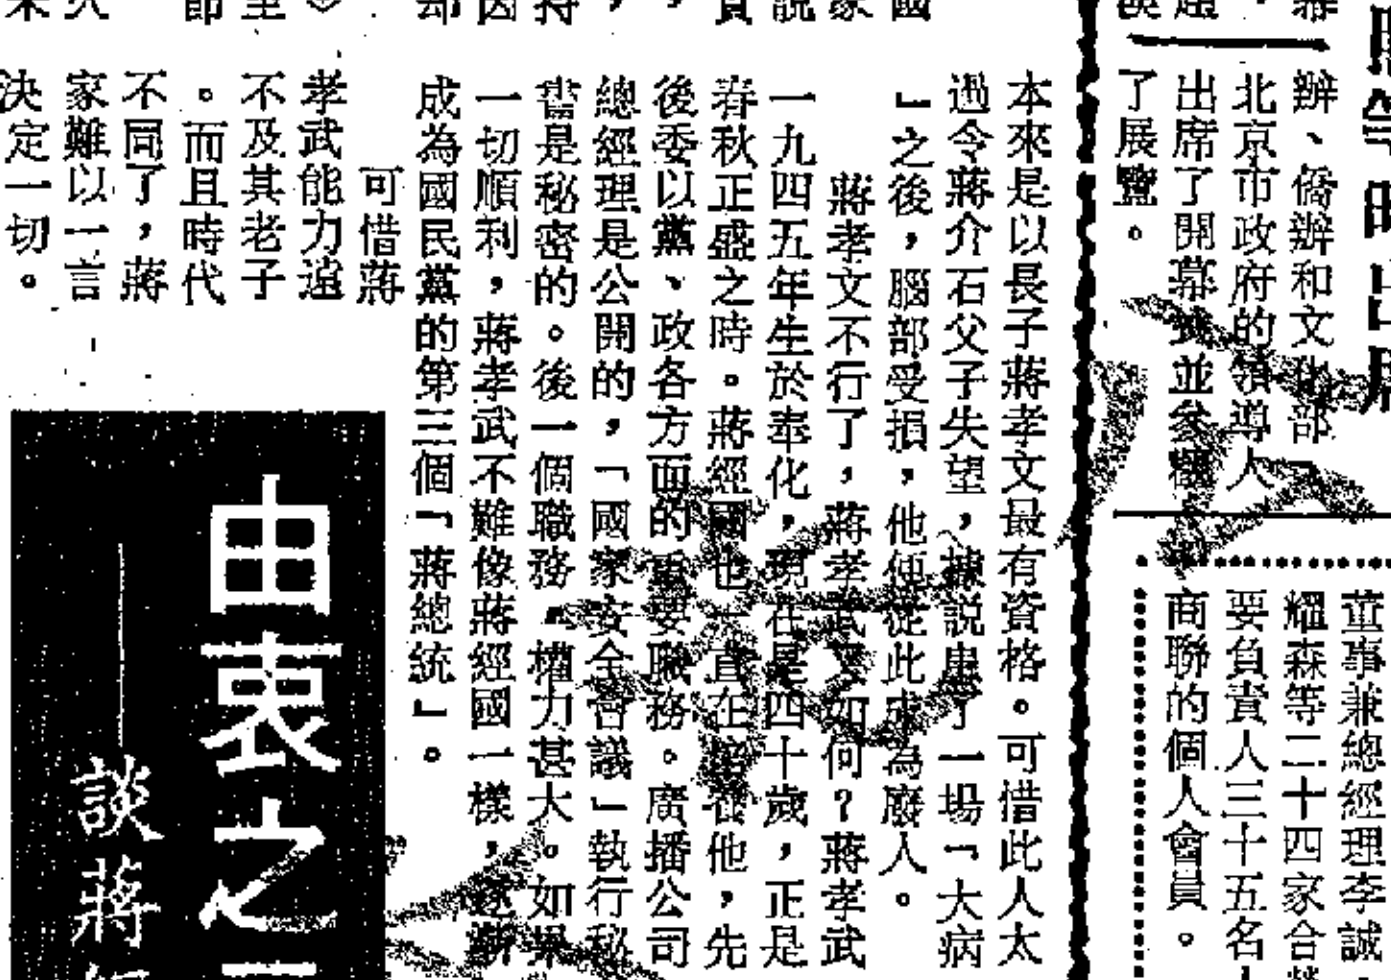 辦、僑辦和文化部
北京市政府的領導人
出席了開幕式並參觀
了展覽。
董事兼總經理李誠
耀森等二十四家合
要負責人三十五名
商聯的個人會員。
本來是以長子蔣孝文最有資格。可惜此人太
過令蔣介石父子失望，據説患了一場「大病
」之後，腦部受損，他便從此成為廢人。
蔣孝文不行了，蔣孝武又如何？蔣孝武
一九四五年生於奉化，現在是四十歲，正是
春秋正盛之時。蔣經國也一直在培養他，先
後委以黨、政各方面的重要職務。廣播公司
總經理是公開的，「國家安全會議」執行秘
書是秘密的。後一個職務，權力甚大。如果
一切順利，蔣孝武不難像蔣經國一樣，逐漸
成為國民黨的第三個「蔣總統」。
可惜蔣
孝武能力遠
不及其老子
。而且時代
不同了，蔣
家難以一言
決定一切。
由衷之
——談蔣